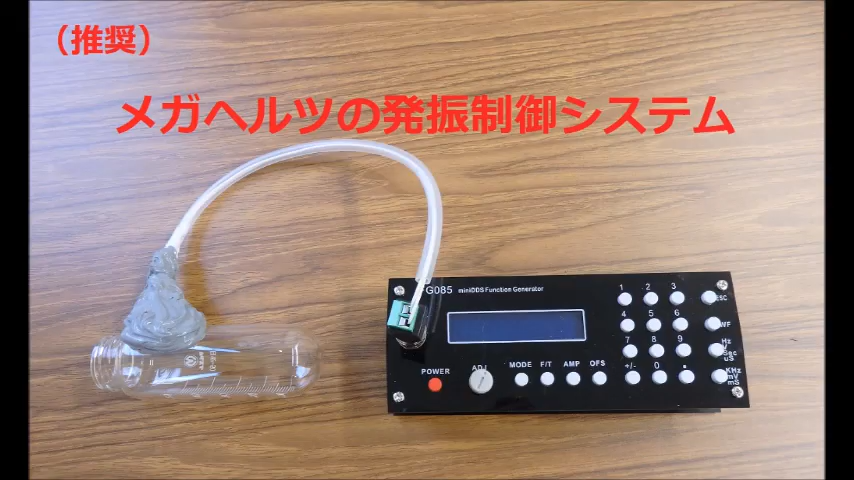 （推奨）
メガヘルツの発振制御システム
G085 miniDDS Function Generator
1 2 3
ESC
4 5 6
WF
7 8 9
Hz
Sec
uS
+/- 0 •
KHz
mV
mS
POWER
ADJ
MODE F/T AMP OFS